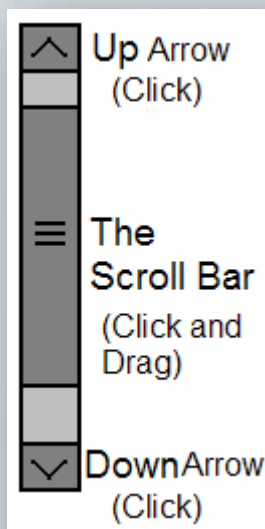 Up Arrow
(Click)
The
Scroll Bar
(Click and
Drag)
Down Arrow
(Click)